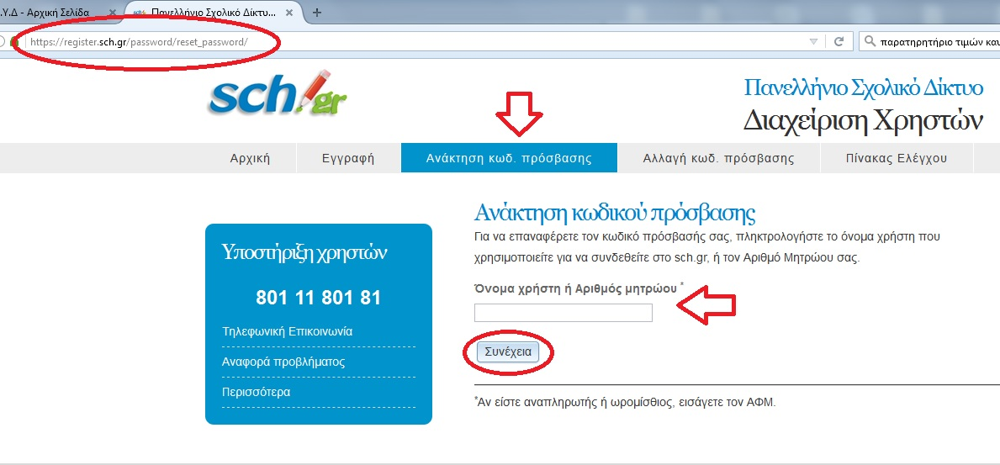 .Υ.Δ - Αρχική Σελίδα
Πανελλήνιο Σχολικό Δίκτυ...
https://register.sch.gr/password/reset_password/
παρατηρητήριο τιμών καυ
sch.gr
Πανελλήνιο Σχολικό Δίκτυο
Διαχείριση Χρηστών
Αρχική
Εγγραφή
Ανάκτηση κωδ. πρόσβασης
Αλλαγή κωδ. πρόσβασης
Πίνακας Ελέγχου
Υποστήριξη χρηστών
801 11 801 81
Τηλεφωνική Επικοινωνία
Αναφορά προβλήματος
Περισσότερα
Ανάκτηση κωδικού πρόσβασης
Για να επαναφέρετε τον κωδικό πρόσβασής σας, πληκτρολογήστε το όνομα χρήστη που
χρησιμοποιείτε για να συνδεθείτε στο sch.gr, ή τον Αριθμό Μητρώου σας.
Όνομα χρήστη ή Αριθμός μητρώου *
Συνέχεια
*Αν είστε αναπληρωτής ή ωρομίσθιος, εισάγετε τον ΑΦΜ.